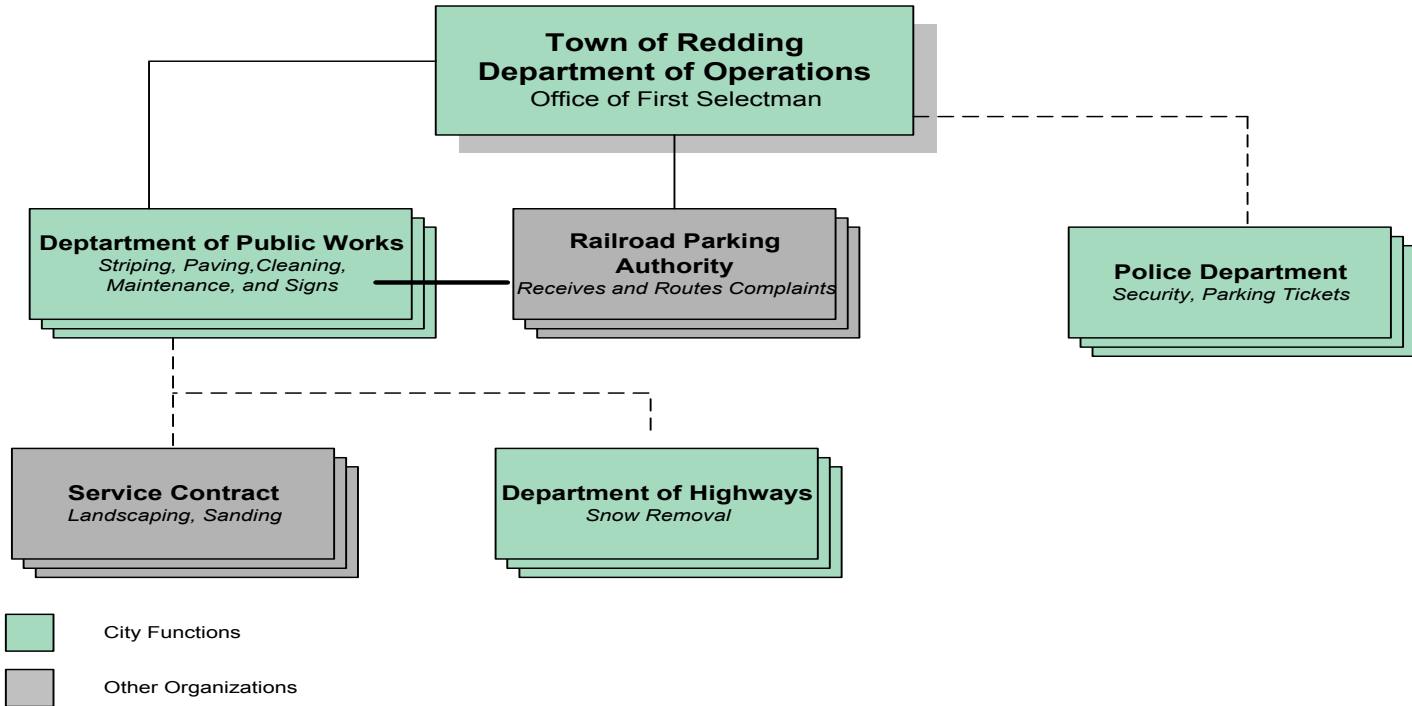 Town of Redding
Department of Operations
Office of First Selectman
Deptartment of Public Works
Striping, Paving,Cleaning,
Maintenance, and Signs
Railroad Parking
Authority
Receives and Routes Complaints
Police Department
Security, Parking Tickets
Service Contract
Landscaping, Sanding
Department of Highways
Snow Removal
City Functions
Other Organizations